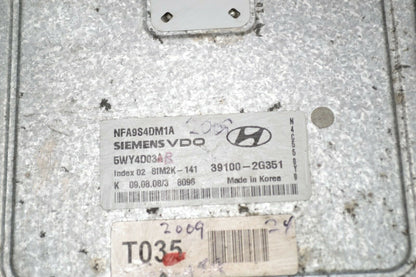 NFA9S4DM1A
SIEMENS VDO
5WY4D03AR
Index 02 SIM2K-141
39100-2G351
K 09.08.08/3 8096
Made in Korea
2009
24
T035